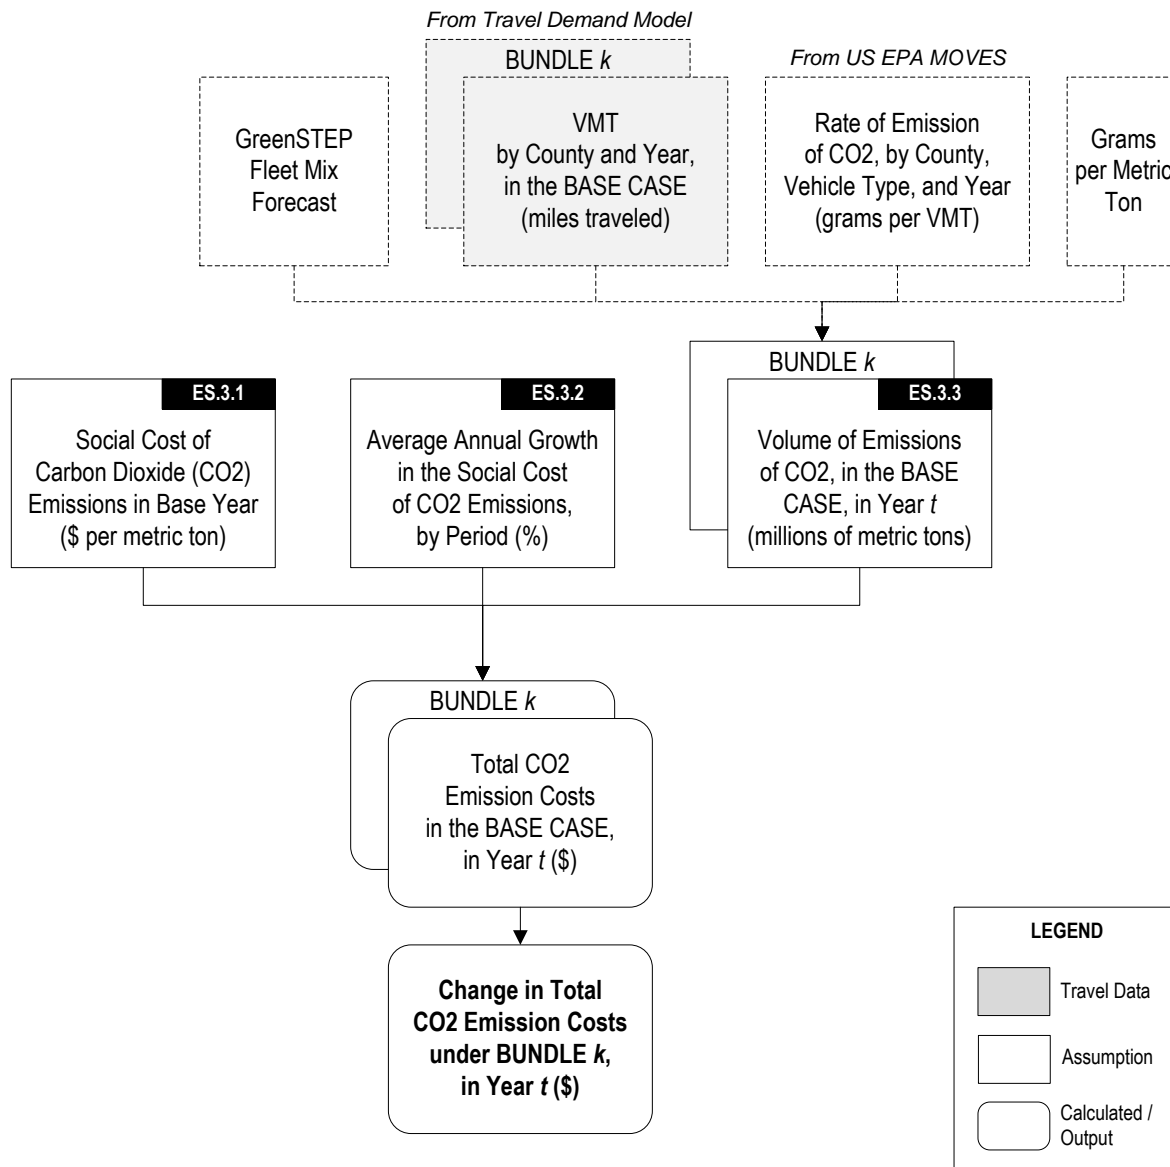 From Travel Demand Model
BUNDLE k
From US EPA MOVES
GreenSTEP
Fleet Mix
Forecast
VMT
by County and Year,
in the BASE CASE
(miles traveled)
Rate of Emission
of CO2, by County,
Vehicle Type, and Year
(grams per VMT)
Grams
per Metric
Ton
BUNDLE k
ES.3.1
Social Cost of
Carbon Dioxide (CO2)
Emissions in Base Year
($ per metric ton)
ES.3.2
Average Annual Growth
in the Social Cost
of CO2 Emissions,
by Period (%)
ES.3.3
Volume of Emissions
of CO2, in the BASE
CASE, in Year t
(millions of metric tons)
BUNDLE k
Total CO2
Emission Costs
in the BASE CASE,
in Year t ($)
Change in Total
CO2 Emission Costs
under BUNDLE k,
in Year t ($)
LEGEND
Travel Data
Assumption
Calculated /
Output